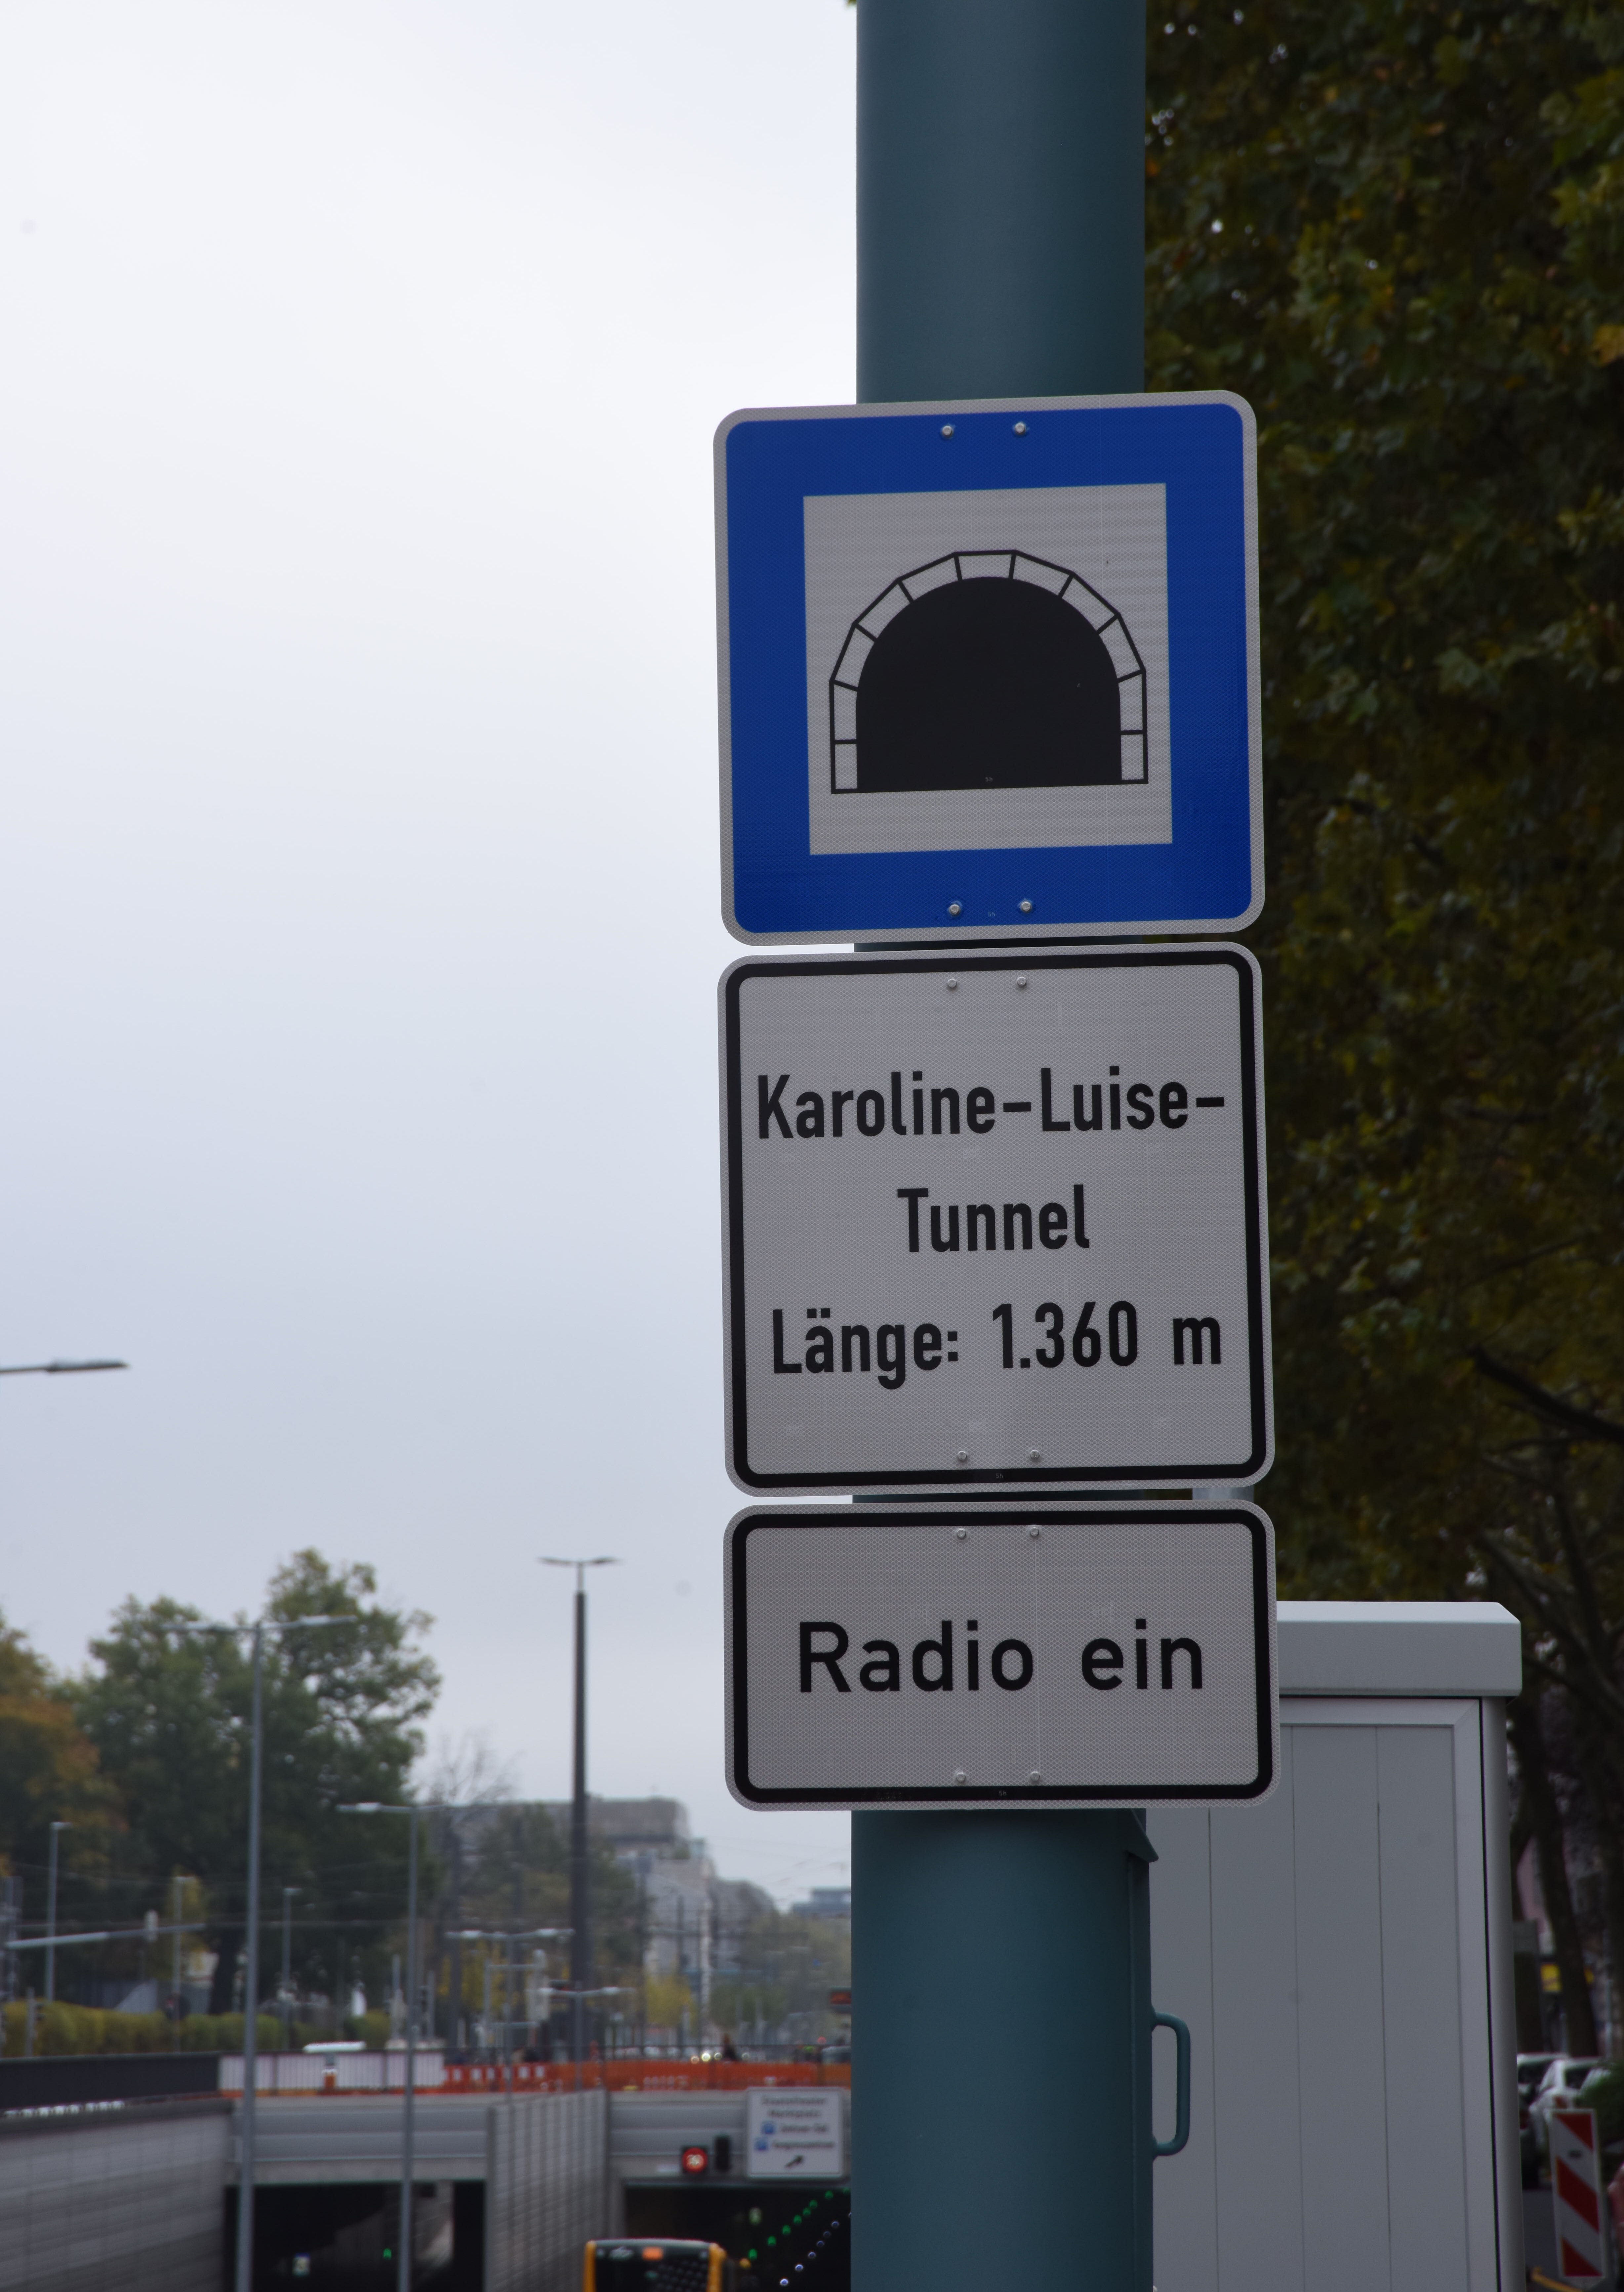 Karoline-Luise-
Tunnel
Länge: 1.360 m
Radio ein